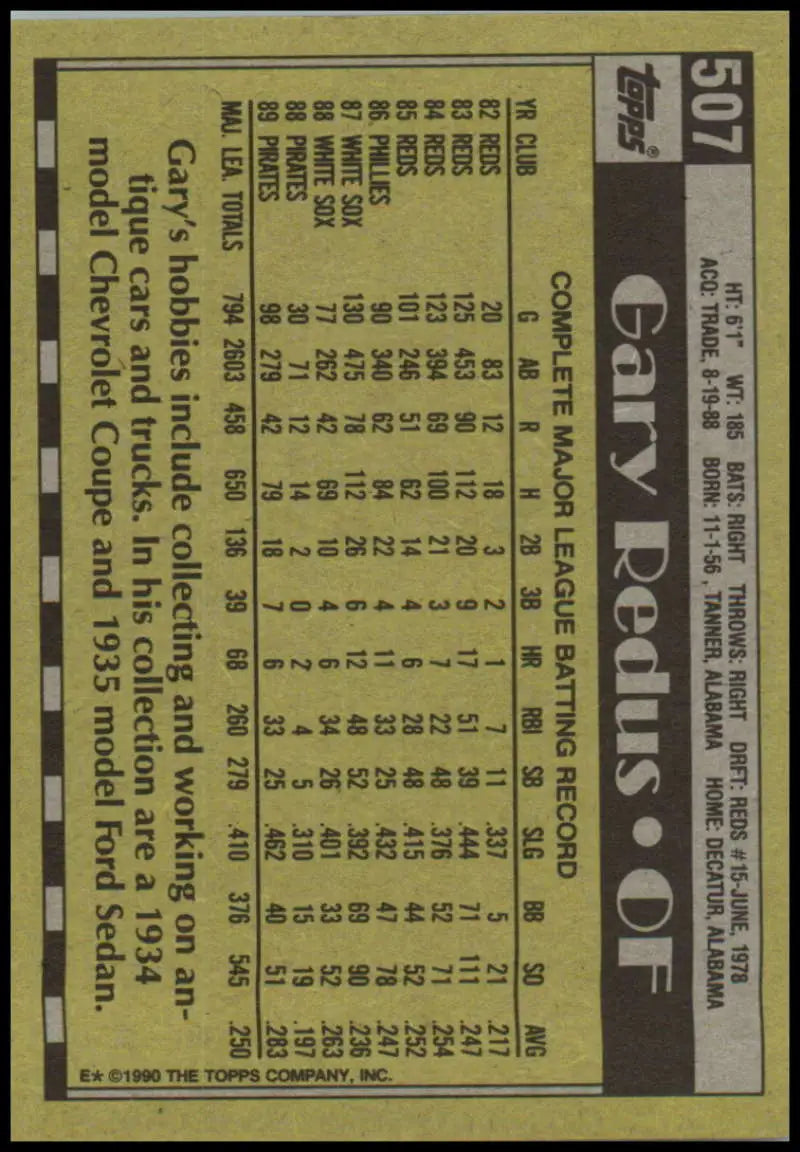 507
HT: 6'1" WT: 185 BATS: RIGHT THROWS: RIGHT DRFT: REDS #15-JUNE, 1978
ACQ: TRADE, 8-19-88 BORN: 11-1-56, TANNER, ALABAMA HOME: DECATUR, ALABAMA
topps®
Gary Redus • OF
COMPLETE MAJOR LEAGUE BATTING RECORD
YR CLUB G AB R H 2B 3B HR RBI SB SLG BB SO AVG
82 REDS 20 83 12 18 3 2 1 7 11 .337 5 21 .217
83 REDS 125 453 90 112 20 9 17 51 39 .444 71 111 .247
84 REDS 123 394 69 100 21 3 7 22 48 .376 52 71 .254
85 REDS 101 246 51 62 14 4 6 28 48 .415 44 52 .252
86 PHILLIES 90 340 62 84 22 4 11 33 25 .432 47 78 .247
87 WHITE SOX 130 475 78 112 26 6 12 48 52 .392 69 90 .236
88 WHITE SOX 77 262 42 69 10 4 6 34 26 .401 33 52 .263
88 PIRATES 30 71 12 14 2 0 2 4 5 .310 15 19 .197
89 PIRATES 98 279 42 79 18 7 6 33 25 .462 40 51 .283
MAJ. LEA. TOTALS 794 2603 458 650 136 39 68 260 279 .410 376 545 .250
Gary's hobbies include collecting and working on an-
tique cars and trucks. In his collection are a 1934
model Chevrolet Coupe and 1935 model Ford Sedan.
E* ©1990 THE TOPPS COMPANY, INC.